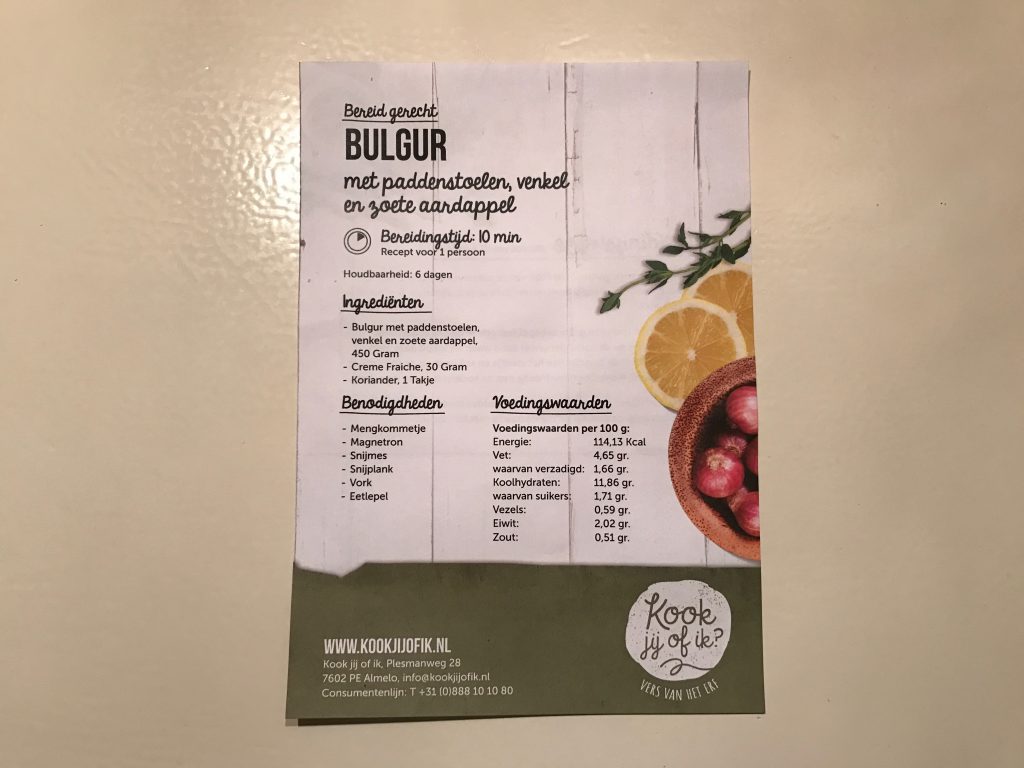 Bereid gerecht
BULGUR
met paddenstoelen, venkel
en zoete aardappel
Bereidingstijd: 10 min
Recept voor 1 persoon
Houdbaarheid: 6 dagen
Ingrediënten
- Bulgur met paddenstoelen,
venkel en zoete aardappel,
450 Gram
- Creme Fraiche, 30 Gram
- Koriander, 1 Takje
Benodigdheden
- Mengkommetje
- Magnetron
- Snijmes
- Snijplank
- Vork
- Eetlepel
Voedingswaarden
Voedingswaarden per 100 g:
Energie: 114,13 Kcal
Vet: 4,65 gr.
waarvan verzadigd: 1,66 gr.
Koolhydraten: 11,86 gr.
waarvan suikers: 1,71 gr.
Vezels: 0,59 gr.
Eiwit: 2,02 gr.
Zout: 0,51 gr.
WWW.KOOKJIJOFIK.NL
Kook jij of ik, Plesmanweg 28
7602 PE Almelo, info@kookjijofik.nl
Consumentenlijn: T +31 (0)888 10 10 80
Kook
jij of ik?
VERS VAN HET ERF